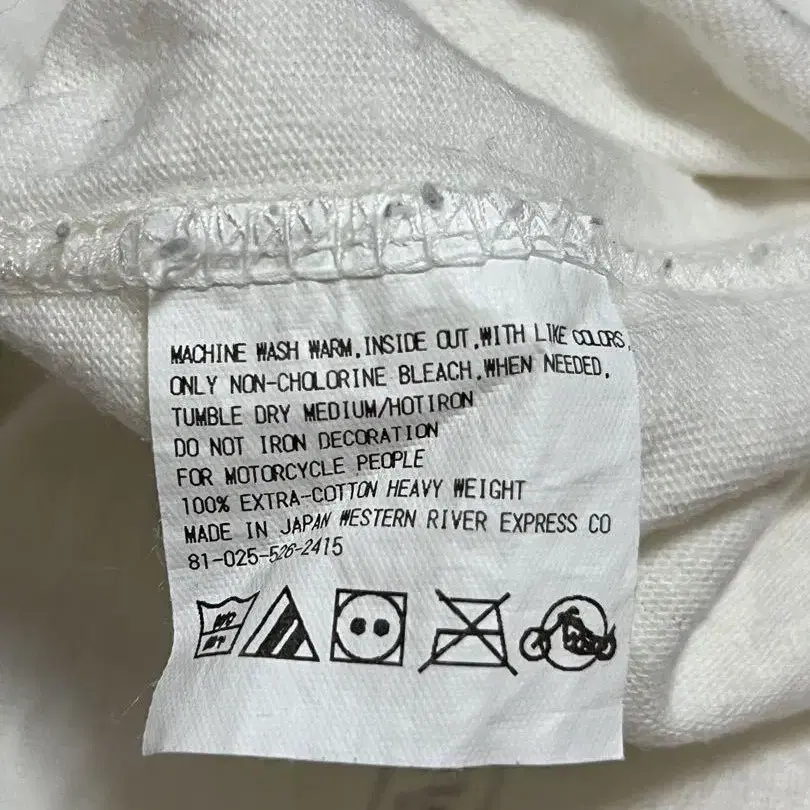 MACHINE WASH WARM,INSIDE OUT,WITH LIKE COLORS,
ONLY NON-CHOLORINE BLEACH,WHEN NEEDED,
TUMBLE DRY MEDIUM/HOTIRON
DO NOT IRON DECORATION
FOR MOTORCYCLE PEOPLE
100% EXTRA-COTTON HEAVY WEIGHT
MADE IN JAPAN WESTERN RIVER EXPRESS CO
81-025-526-2415